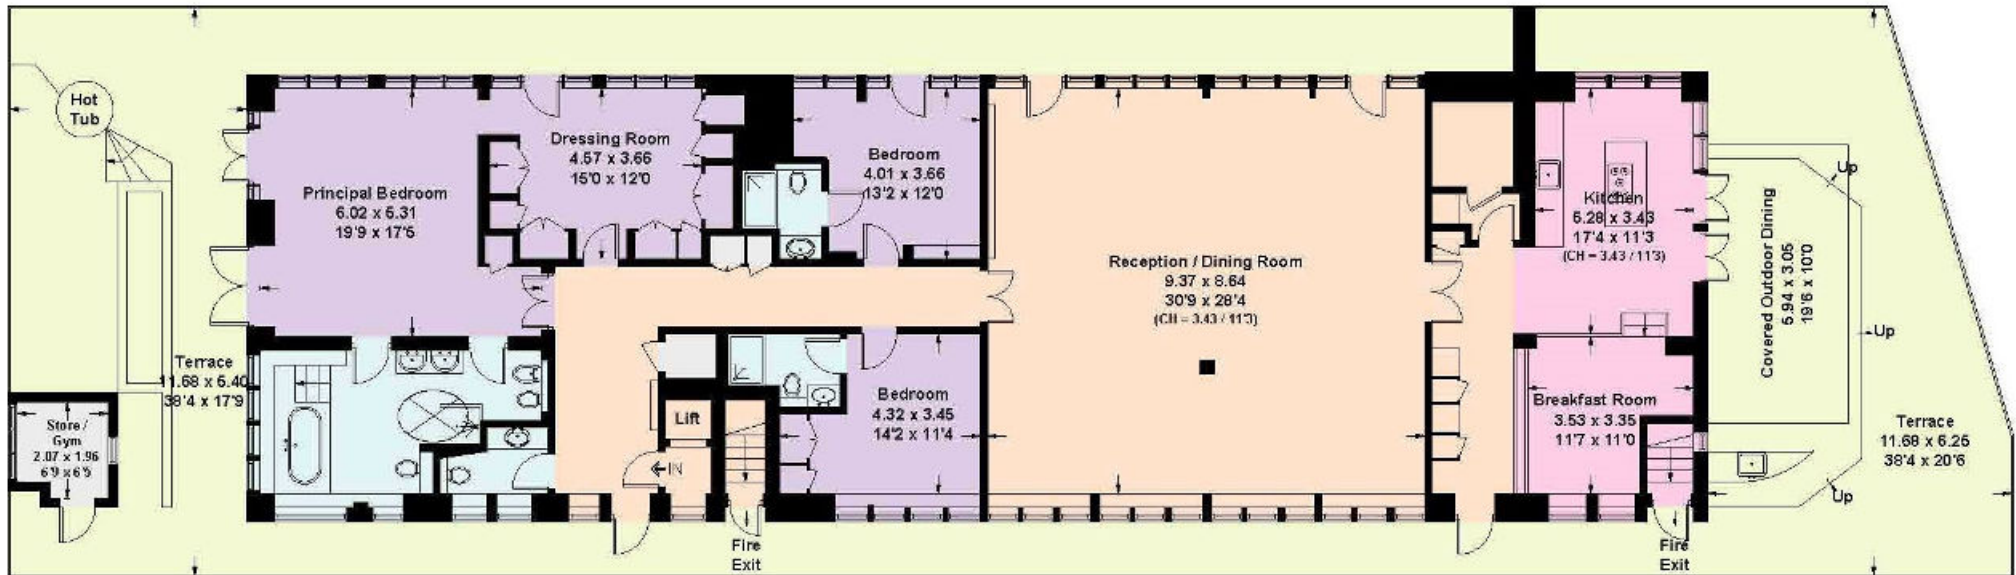 Hot
Tub
Principal Bedroom
6.02 x 5.31
19'9 x 17'5
Dressing Room
4.57 x 3.66
15'0 x 12'0
Bedroom
4.01 x 3.66
13'2 x 12'0
Reception / Dining Room
9.37 x 8.64
30'9 x 28'4
(CH = 3.43 / 11'3)
Kitchen
5.28 x 3.43
17'4 x 11'3
(CH = 3.43 / 11'3)
Covered Outdoor Dining
5.94 x 3.05
19'6 x 10'0
Up
Up
Up
Terrace
11.68 x 5.40
38'4 x 17'9
Store /
Gym
2.07 x 1.96
6'9 x 6'5
Lift
IN
Bedroom
4.32 x 3.45
14'2 x 11'4
Breakfast Room
3.53 x 3.35
11'7 x 11'0
Terrace
11.68 x 6.25
38'4 x 20'6
Fire
Exit
Fire
Exit